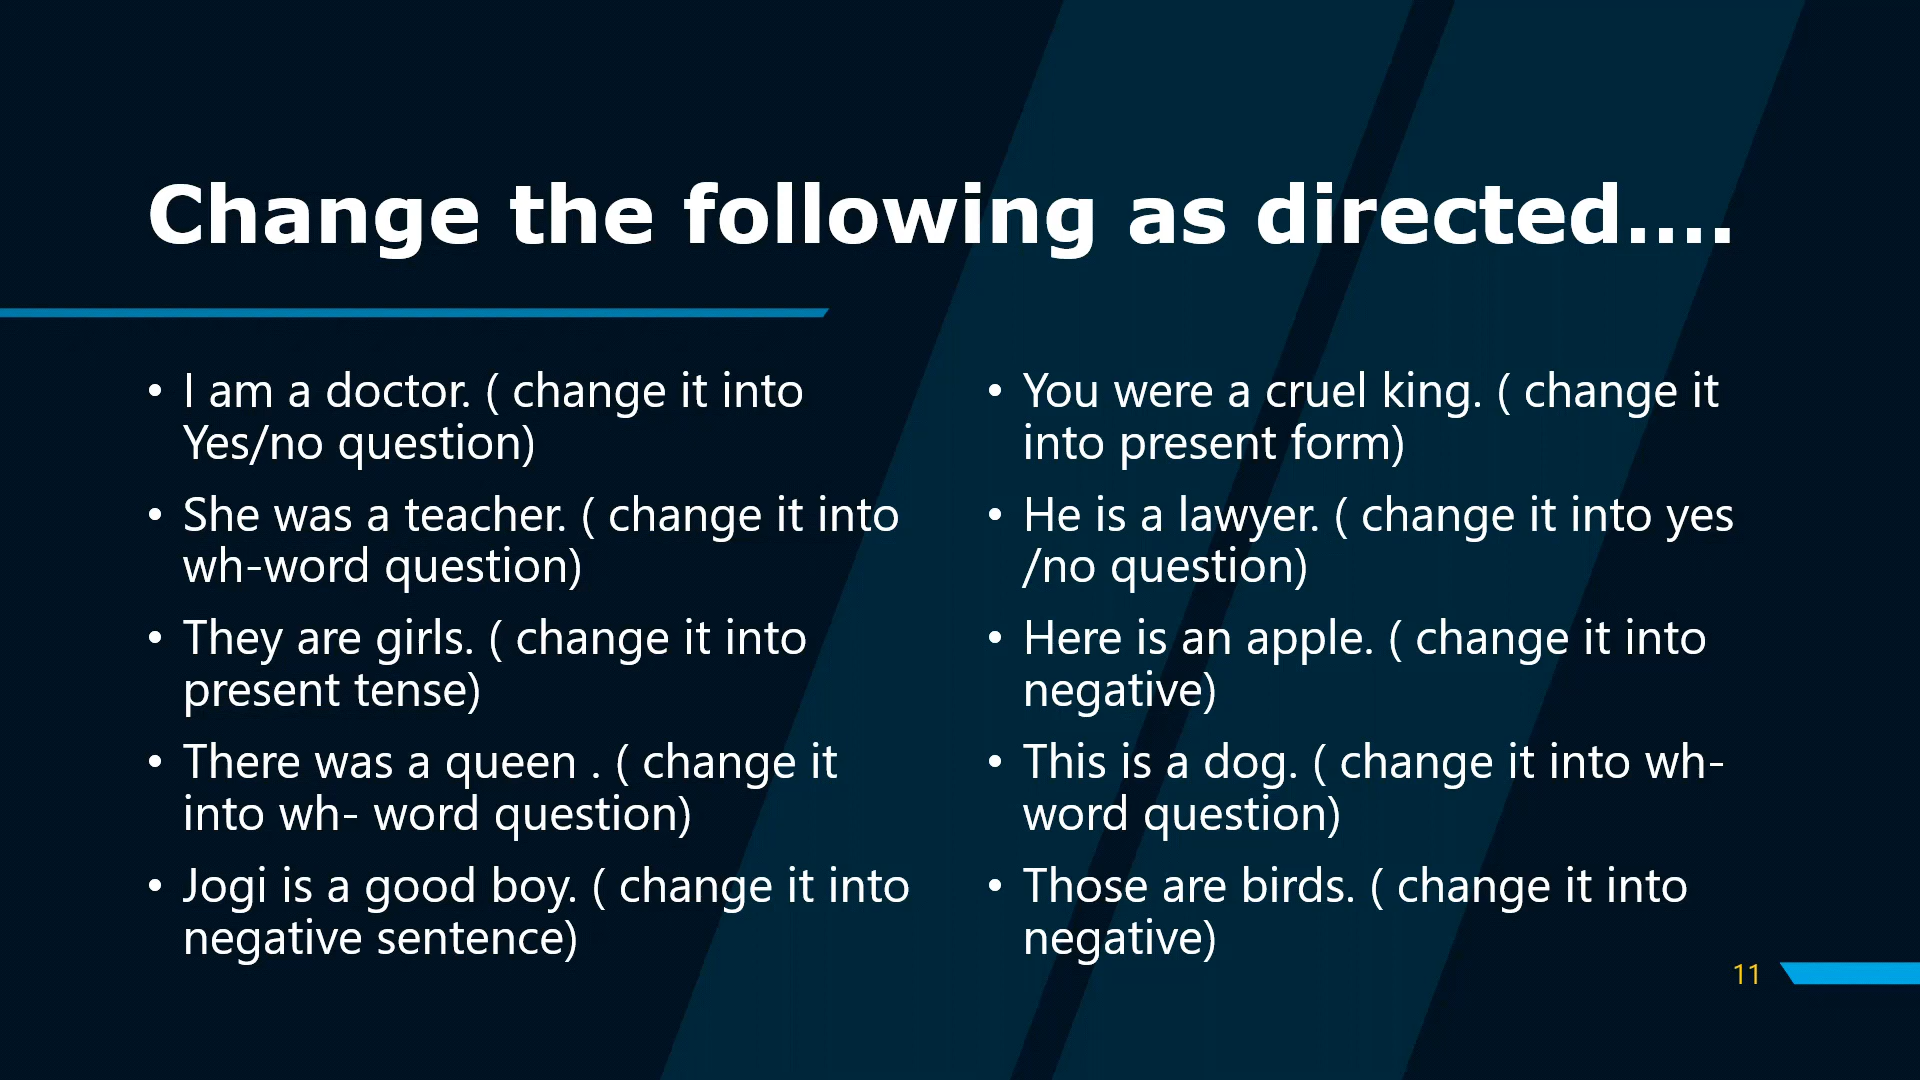 Change the following as directed....
• I am a doctor. ( change it into
Yes/no question)
• She was a teacher. ( change it into
wh-word question)
• They are girls. ( change it into
present tense)
• There was a queen . ( change it
into wh- word question)
• Jogi is a good boy. ( change it into
negative sentence)
• You were a cruel king. ( change it
into present form)
• He is a lawyer. ( change it into yes
/no question)
• Here is an apple. ( change it into
negative)
• This is a dog. ( change it into wh-
word question)
• Those are birds. ( change it into
negative)
11